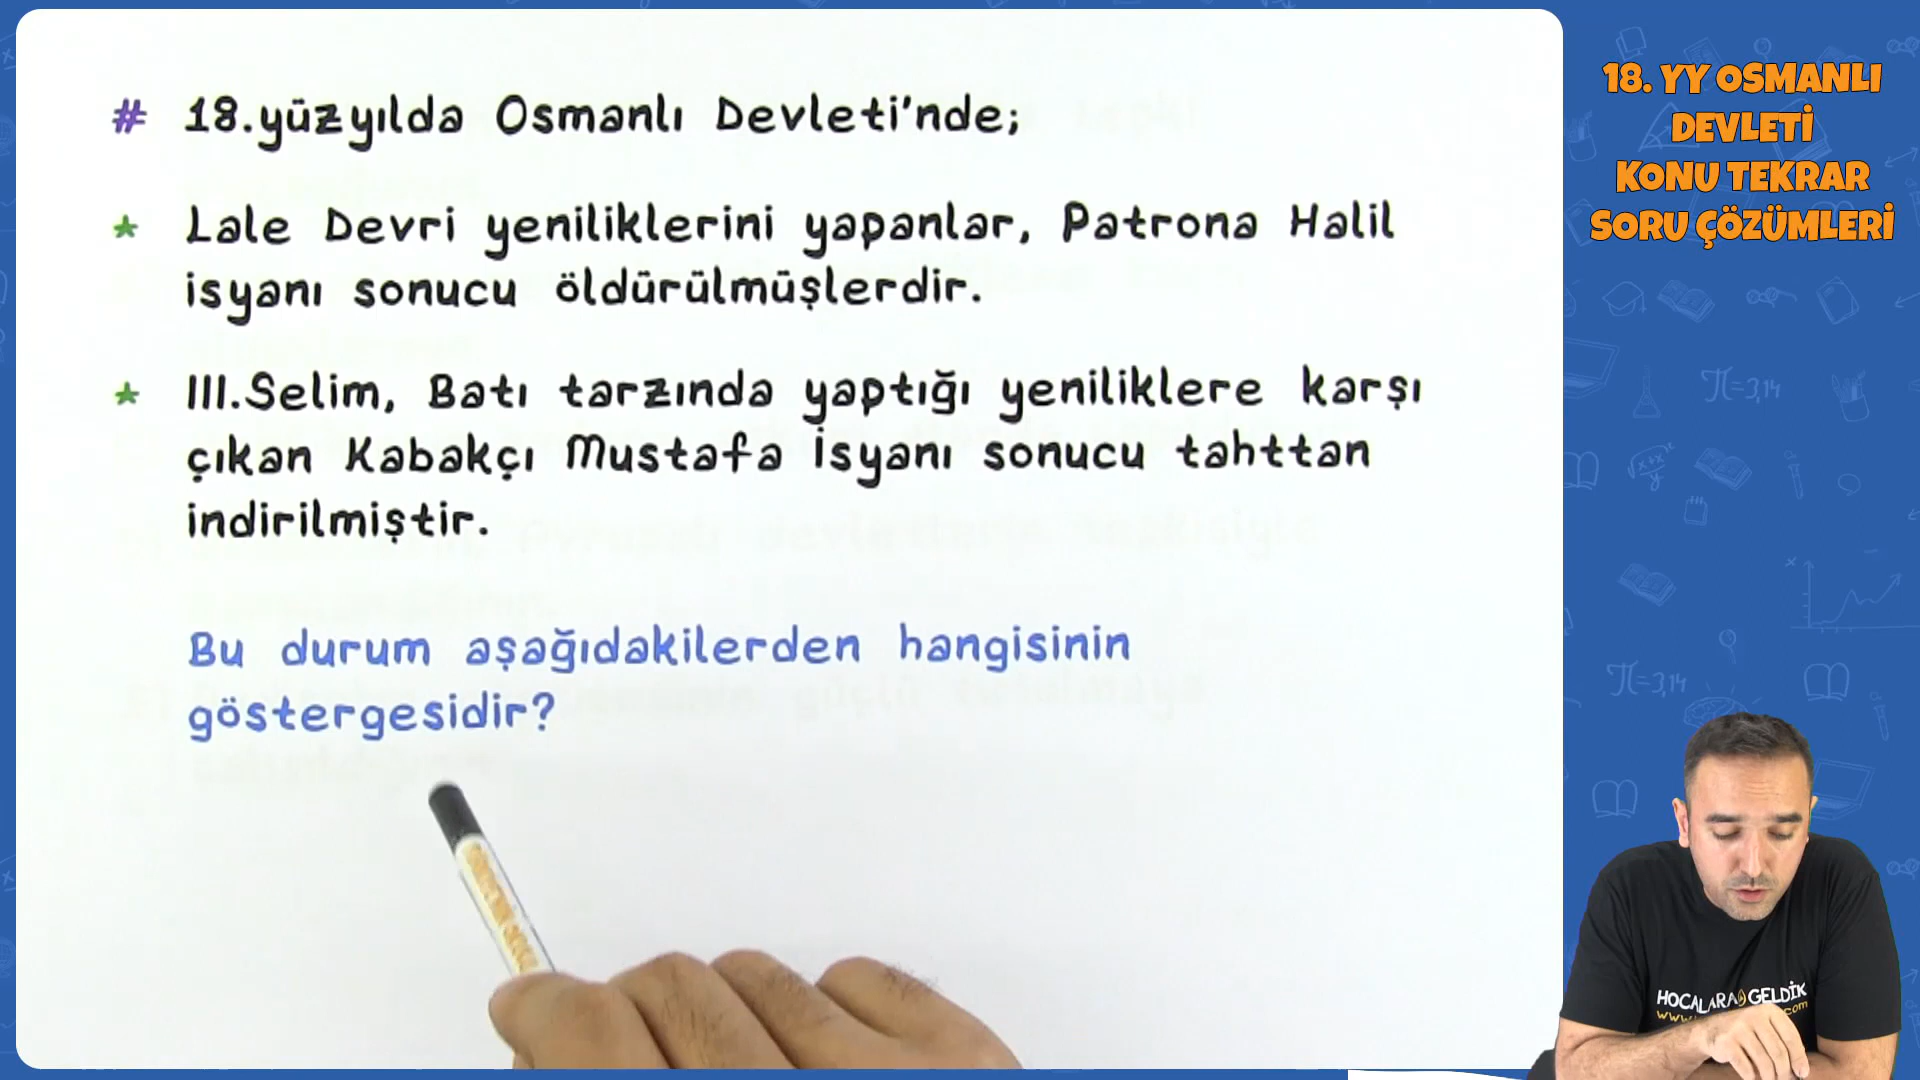 # 18.yüzyılda Osmanlı Devleti'nde;
★ Lale Devri yeniliklerini yapanlar, Patrona Halil
isyanı sonucu öldürülmüşlerdir.
★ III.Selim, Batı tarzında yaptığı yeniliklere karşı
çıkan Kabakçı Mustafa İsyanı sonucu tahttan
indirilmiştir.
Bu durum aşağıdakilerden hangisinin
göstergesidir?
18. YY OSMANLI
DEVLETİ
KONU TEKRAR
SORU ÇÖZÜMLERİ
π=3,14
π=3,14
HOCALARA GELDİK